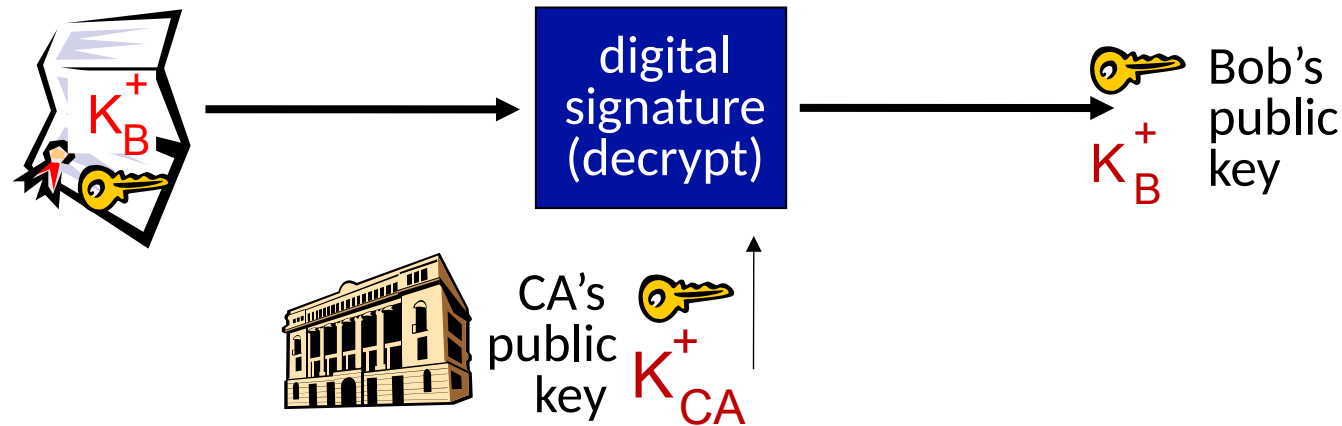 K+B
digital
signature
(decrypt)
Bob’s
public
key
K+B
CA’s
public
key
K+CA